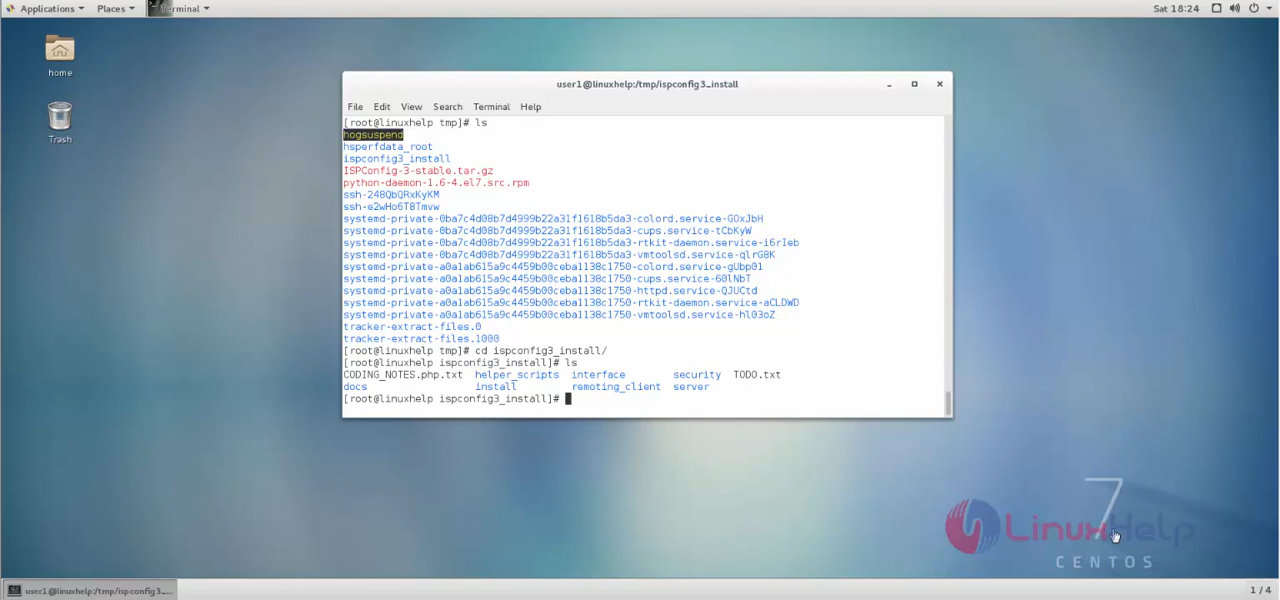 Applications Places Terminal Sat 18:24
home
Trash
user1@linuxhelp:/tmp/ispconfig3_install
File Edit View Search Terminal Help
[root@linuxhelp tmp]# ls
hogsuspend
hsperfdata_root
ispconfig3_install
ISPConfig-3-stable.tar.gz
python-daemon-1.6-4.el7.src.rpm
ssh-248QbQRxKyKM
ssh-e2wHo6T8Tmvw
systemd-private-0ba7c4d08b7d4999b22a31f1618b5da3-colord.service-GOxJbH
systemd-private-0ba7c4d08b7d4999b22a31f1618b5da3-cups.service-tCbKyW
systemd-private-0ba7c4d08b7d4999b22a31f1618b5da3-rtkit-daemon.service-i6rIeb
systemd-private-0ba7c4d08b7d4999b22a31f1618b5da3-vmtoolsd.service-qlrG8K
systemd-private-a0a1ab615a9c4459b00ceba1138c1750-colord.service-gUbp01
systemd-private-a0a1ab615a9c4459b00ceba1138c1750-cups.service-60lNbT
systemd-private-a0a1ab615a9c4459b00ceba1138c1750-httpd.service-QJUCtd
systemd-private-a0a1ab615a9c4459b00ceba1138c1750-rtkit-daemon.service-aCLDWD
systemd-private-a0a1ab615a9c4459b00ceba1138c1750-vmtoolsd.service-hl03oZ
tracker-extract-files.0
tracker-extract-files.1000
[root@linuxhelp tmp]# cd ispconfig3_install/
[root@linuxhelp ispconfig3_install]# ls
CODING_NOTES.php.txt helper_scripts interface security TODO.txt
docs install remoting_client server
[root@linuxhelp ispconfig3_install]#
7
LinuxHelp
CENTOS
user1@linuxhelp:/tmp/ispconfig3_... 1 / 4